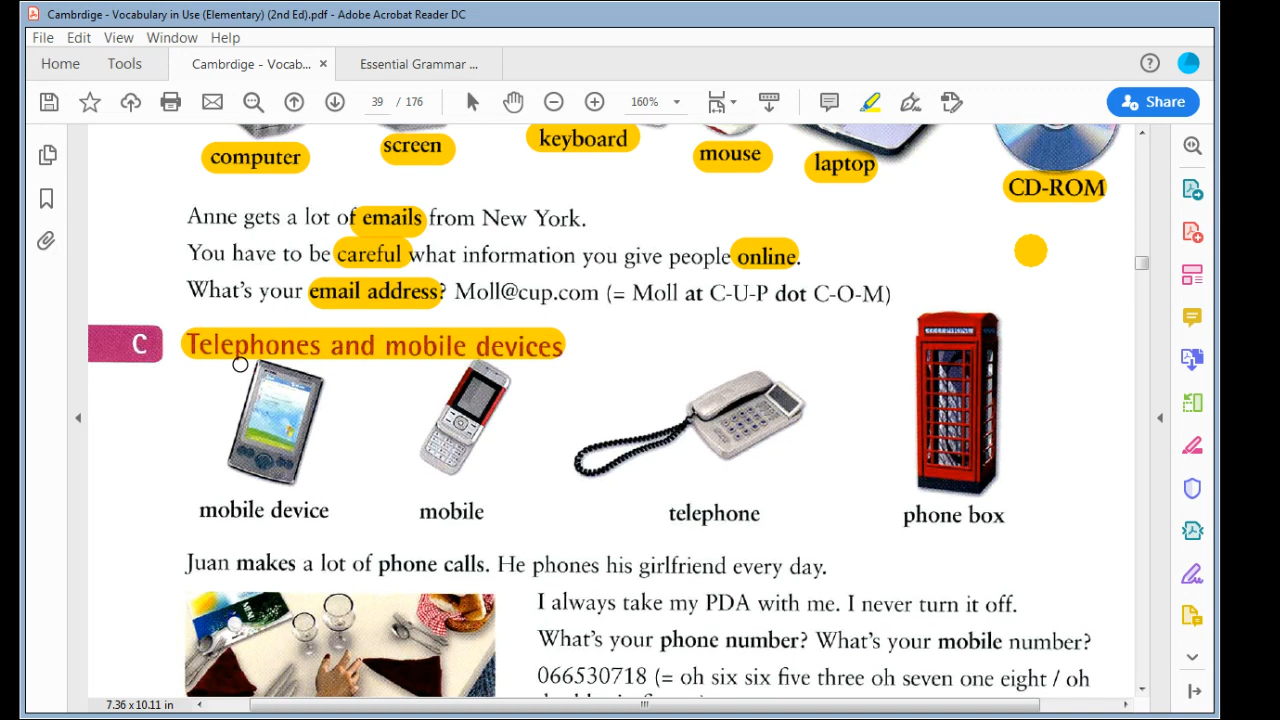 Cambrdige - Vocabulary in Use (Elementary) (2nd Ed).pdf - Adobe Acrobat Reader DC
File Edit View Window Help
Home Tools Cambrdige - Vocab... × Essential Grammar ...
39 / 176 160% Share
computer screen keyboard mouse laptop CD-ROM
Anne gets a lot of emails from New York.
You have to be careful what information you give people online.
What's your email address? Moll@cup.com (= Moll at C-U-P dot C-O-M)
C Telephones and mobile devices
TELEPHONE
mobile device mobile telephone phone box
Juan makes a lot of phone calls. He phones his girlfriend every day.
I always take my PDA with me. I never turn it off.
What's your phone number? What's your mobile number?
066530718 (= oh six six five three oh seven one eight / oh
7.36 x 10.11 in